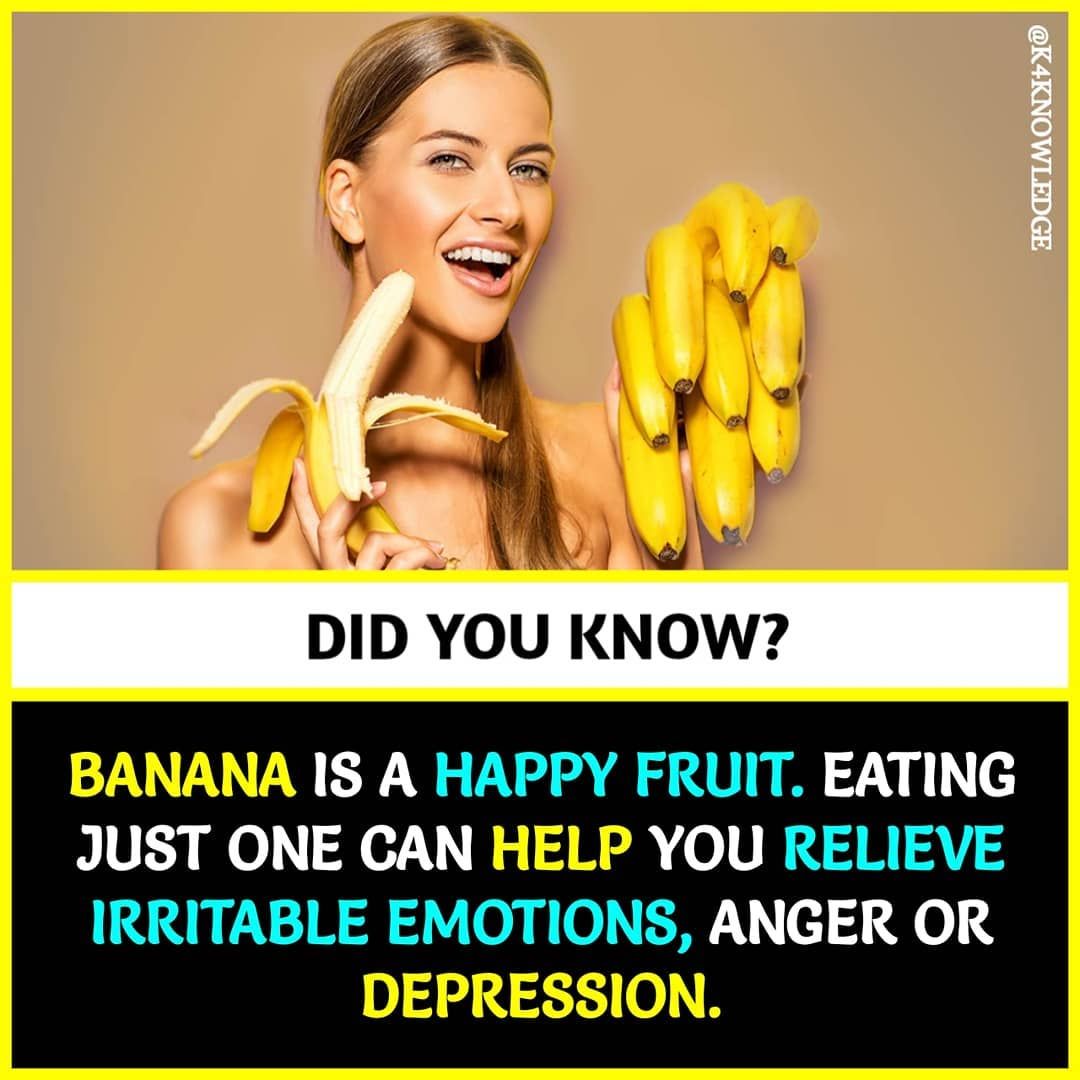 @K4KNOWLEDGE
DID YOU KNOW?
BANANA IS A HAPPY FRUIT. EATING
JUST ONE CAN HELP YOU RELIEVE
IRRITABLE EMOTIONS, ANGER OR
DEPRESSION.